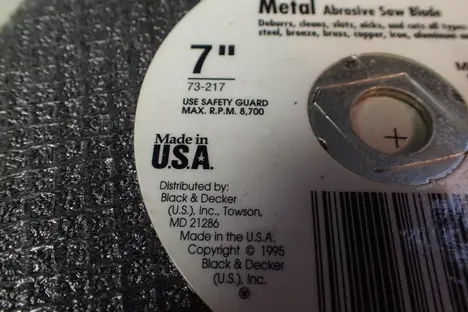 Metal Abrasive Saw Blade
Deburrs, cleans, slots, nicks, and cuts all types
steel, bronze, brass, copper, iron, aluminum
7"
73-217
USE SAFETY GUARD
MAX. R.P.M. 8,700
Made in
U.S.A.
Distributed by:
Black & Decker
(U.S.), Inc., Towson,
MD 21286
Made in the U.S.A.
Copyright © 1995
Black & Decker
(U.S.), Inc.